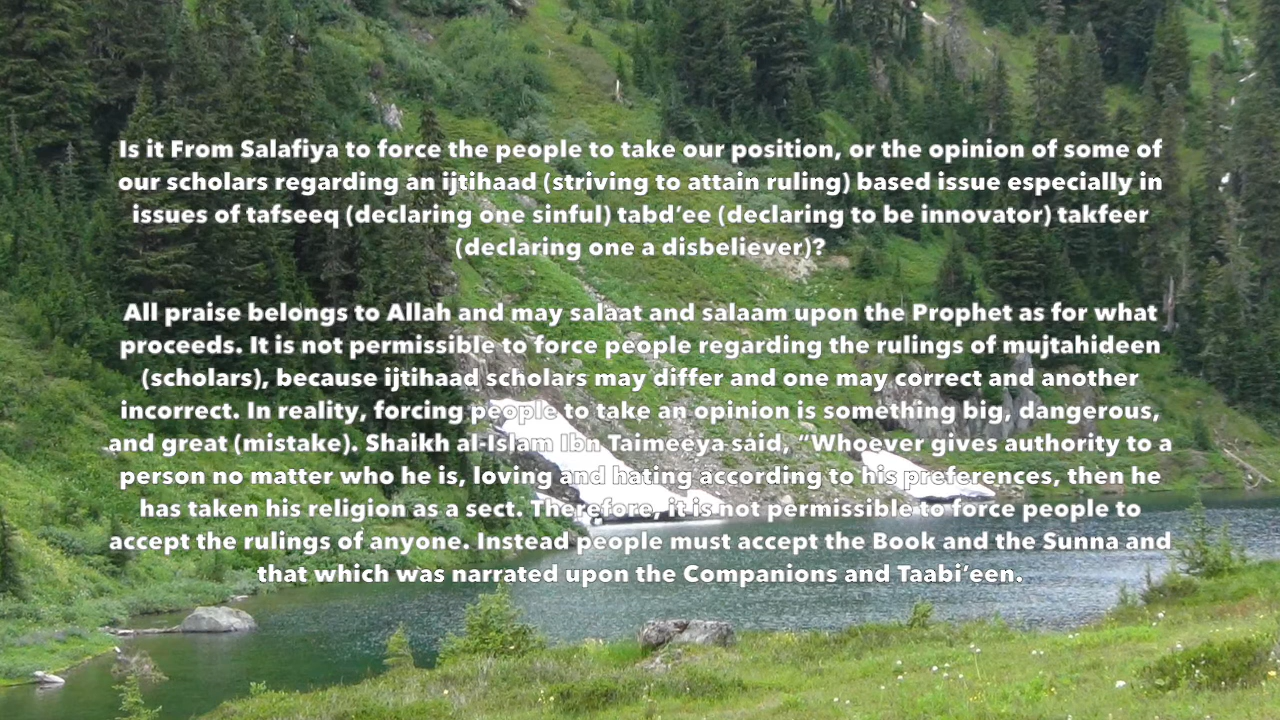 Is it From Salafiya to force the people to take our position, or the opinion of some of
our scholars regarding an ijtihaad (striving to attain ruling) based issue especially in
issues of tafseeq (declaring one sinful) tabd’ee (declaring to be innovator) takfeer
(declaring one a disbeliever)?
All praise belongs to Allah and may salaat and salaam upon the Prophet as for what
proceeds. It is not permissible to force people regarding the rulings of mujtahideen
(scholars), because ijtihaad scholars may differ and one may correct and another
incorrect. In reality, forcing people to take an opinion is something big, dangerous,
and great (mistake). Shaikh al-Islam Ibn Taimeeya said, “Whoever gives authority to a
person no matter who he is, loving and hating according to his preferences, then he
has taken his religion as a sect. Therefore, it is not permissible to force people to
accept the rulings of anyone. Instead people must accept the Book and the Sunna and
that which was narrated upon the Companions and Taabi’een.